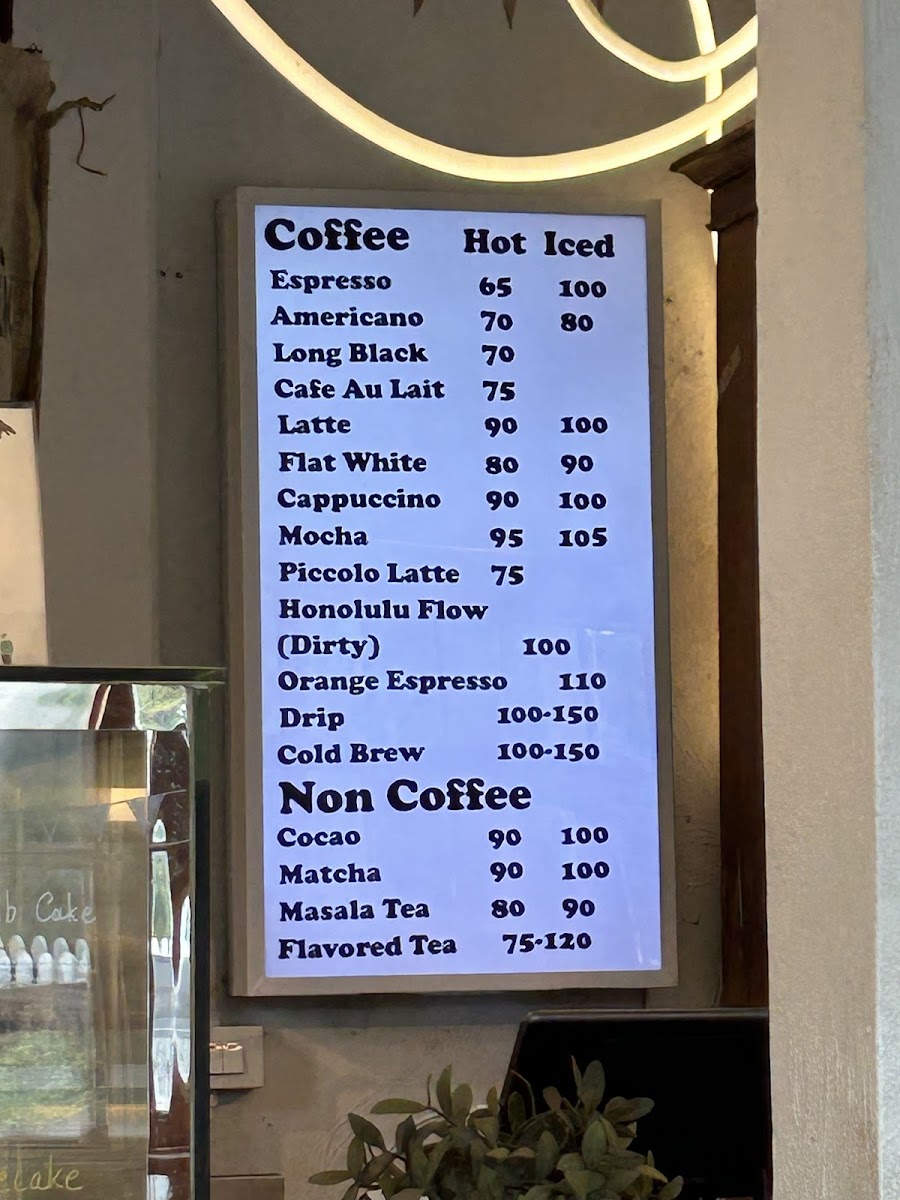 Coffee Hot Iced
Espresso 65 100
Americano 70 80
Long Black 70
Cafe Au Lait 75
Latte 90 100
Flat White 80 90
Cappuccino 90 100
Mocha 95 105
Piccolo Latte 75
Honolulu Flow
(Dirty) 100
Orange Espresso 110
Drip 100-150
Cold Brew 100-150
Non Coffee
Cocao 90 100
Matcha 90 100
Masala Tea 80 90
Flavored Tea 75-120
Cake